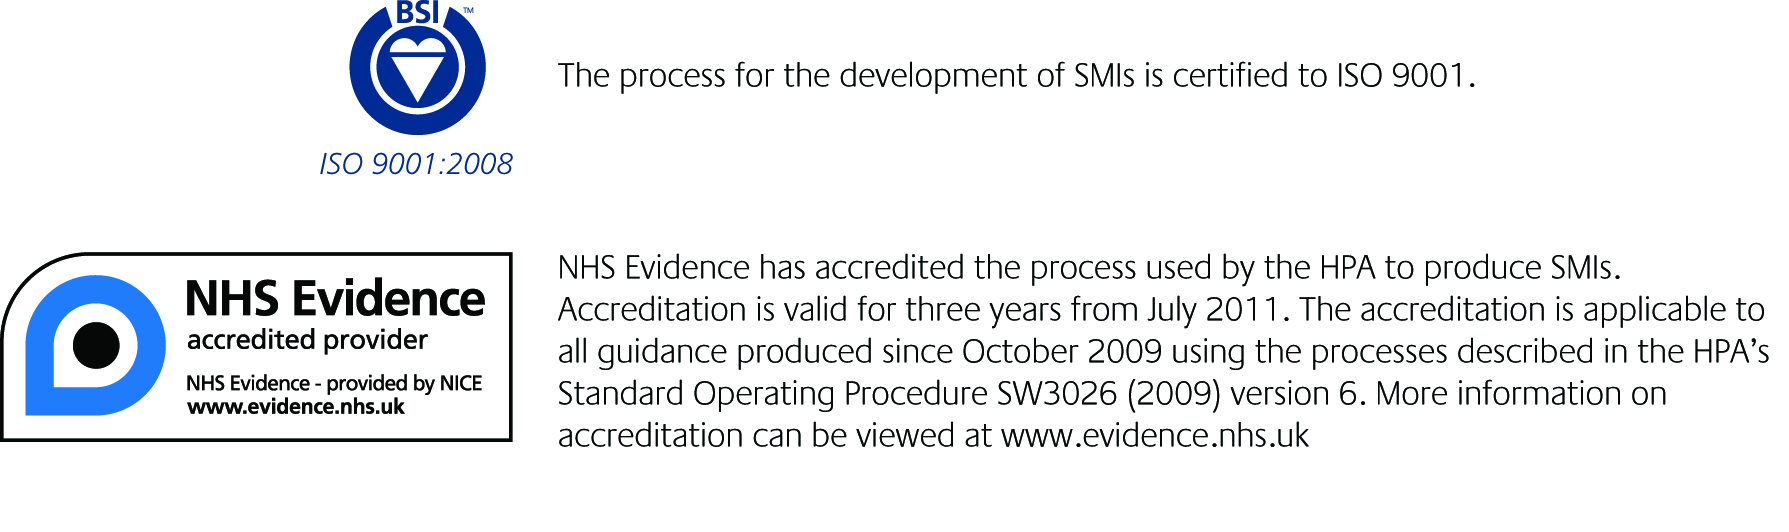 BSI
TM
The process for the development of SMIs is certified to ISO 9001.
ISO 9001:2008
NHS Evidence
accredited provider
NHS Evidence - provided by NICE
www.evidence.nhs.uk
NHS Evidence has accredited the process used by the HPA to produce SMIs.
Accreditation is valid for three years from July 2011. The accreditation is applicable to
all guidance produced since October 2009 using the processes described in the HPA’s
Standard Operating Procedure SW3026 (2009) version 6. More information on
accreditation can be viewed at www.evidence.nhs.uk